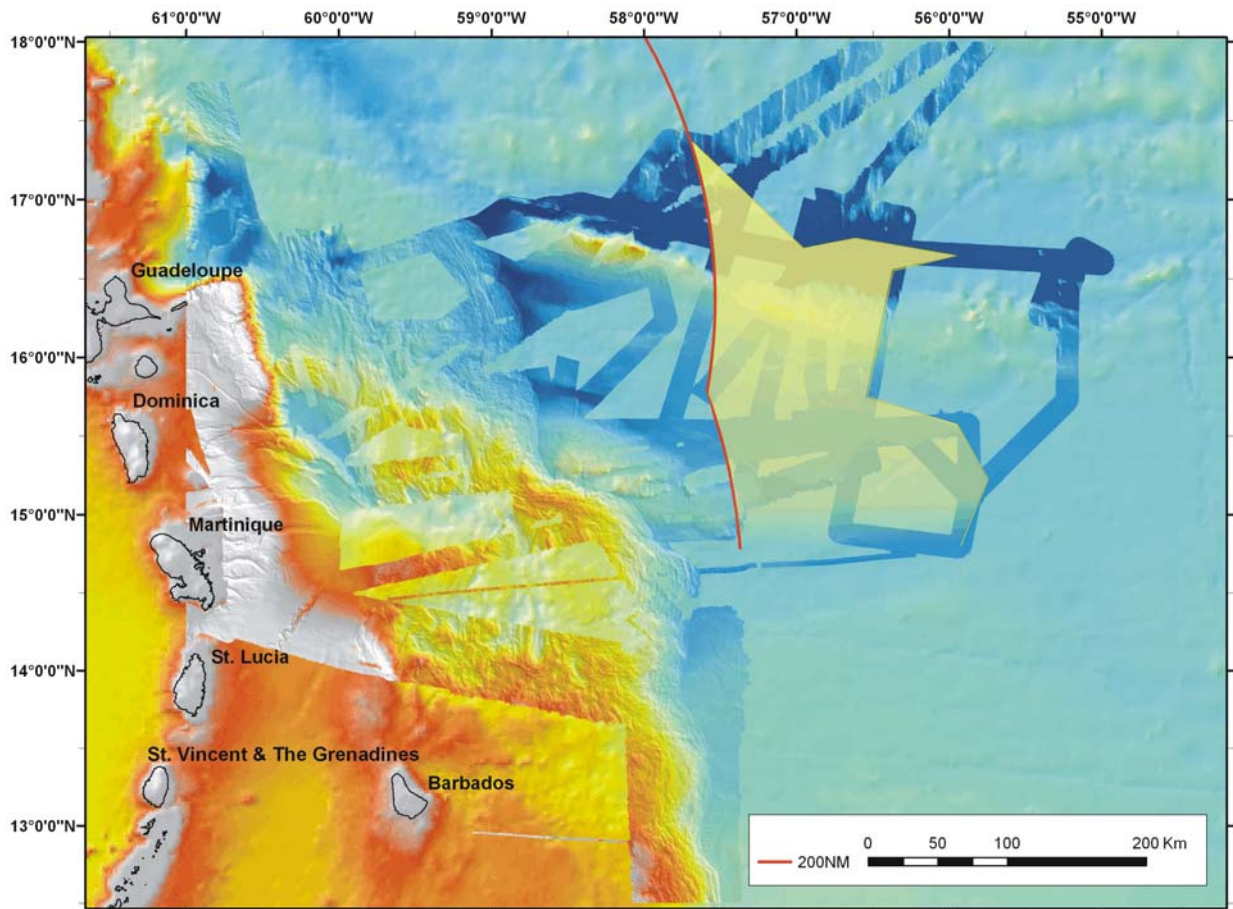 61°0'0"W 60°0'0"W 59°0'0"W 58°0'0"W 57°0'0"W 56°0'0"W 55°0'0"W
18°0'0"N
17°0'0"N
Guadeloupe
16°0'0"N
Dominica
15°0'0"N
Martinique
14°0'0"N
St. Lucia
St. Vincent & The Grenadines
Barbados
13°0'0"N
0 50 100 200 Km
200NM